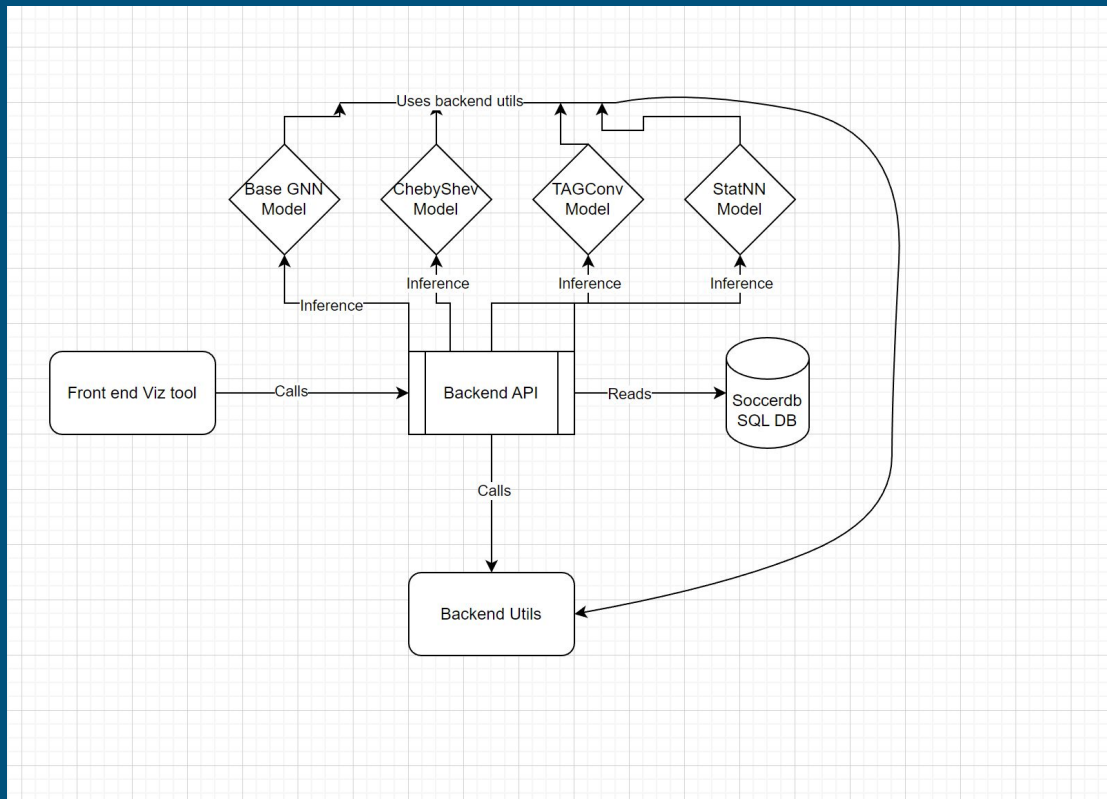 Uses backend utils
Base GNN
Model
ChebyShev
Model
TAGConv
Model
StatNN
Model
Inference
Inference
Inference
Inference
Front end Viz tool
Calls
Backend API
Reads
Soccerdb
SQL DB
Calls
Backend Utils